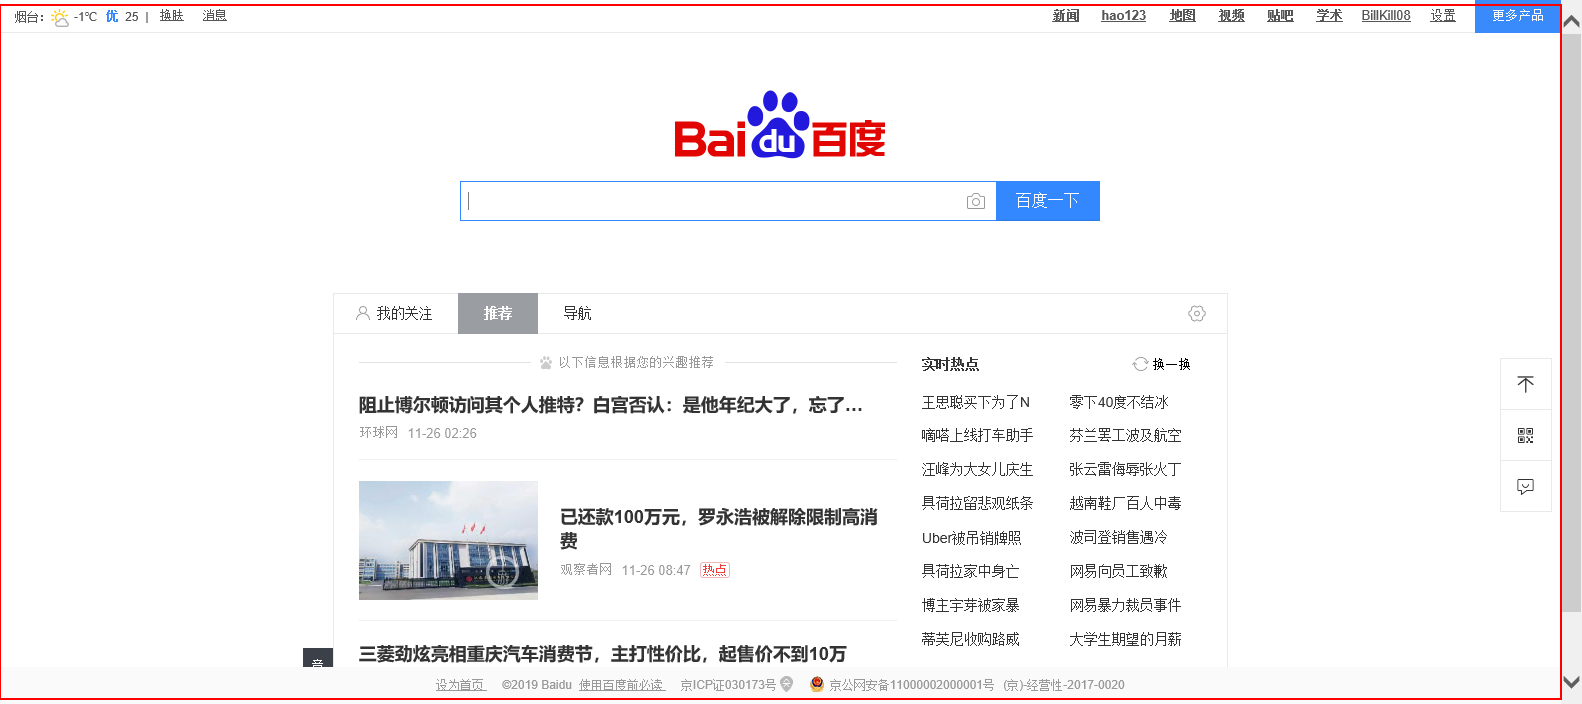 烟台： -1℃ 优 25 | 换肤 消息
新闻 hao123 地图 视频 贴吧 学术 BillKill08 设置 更多产品
Bai du 百度
百度一下
我的关注 推荐 导航
以下信息根据您的兴趣推荐
阻止博尔顿访问其个人推特？白宫否认：是他年纪大了，忘了...
环球网 11-26 02:26
已还款100万元，罗永浩被解除限制高消
费
观察者网 11-26 08:47 热点
三菱劲炫亮相重庆汽车消费节，主打性价比，起售价不到10万
实时热点 换一换
王思聪买下为了N 零下40度不结冰
嘀嗒上线打车助手 芬兰罢工波及航空
汪峰为大女儿庆生 张云雷侮辱张火丁
具荷拉留悲观纸条 越南鞋厂百人中毒
Uber被吊销牌照 波司登销售遇冷
具荷拉家中身亡 网易向员工致歉
博主宇芽被家暴 网易暴力裁员事件
蒂芙尼收购路威 大学生期望的月薪
设为首页 ©2019 Baidu 使用百度前必读 京ICP证030173号 京公网安备11000002000001号 (京)-经营性-2017-0020